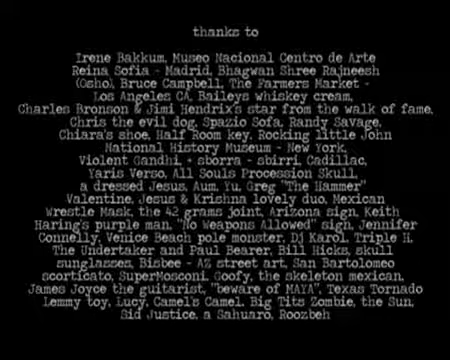 thanks to
Irene Bakkum, Museo Nacional Centro de Arte
Reina Sofia - Madrid, Bhagwan Shree Rajneesh
(Osho), Bruce Campbell, The Farmers Market -
Los Angeles CA, Baileys whiskey cream,
Charles Bronson & Jimi Hendrix's star from the walk of fame,
Chris the evil dog, Spazio Sofa, Randy Savage,
Chiara's shoe, Half Room key, Rocking little John
National History Museum - New York,
Violent Gandhi, + sborra - sbirri, Cadillac,
Yaris Verso, All Souls Procession Skull,
a dressed Jesus, Aum, Yu, Greg "The Hammer"
Valentine, Jesus & Krishna lovely duo, Mexican
Wrestle Mask, the 42 grams joint, Arizona sign, Keith
Haring's purple man, "No Weapons Allowed" sign, Jennifer
Connelly, Venice Beach pole monster, Dj Karol, Triple H,
The Undertaker and Paul Bearer, Bill Hicks, skull
sunglasses, Bisbee - AZ street art, San Bartolomeo
scorticato, SuperMosconi, Goofy, the skeleton mexican,
James Joyce the guitarist, "beware of MAYA", Texas Tornado
Lemmy toy, Lucy, Camel's Camel, Big Tits Zombie, the Sun,
Sid Justice, a Sahuaro, Roozbeh